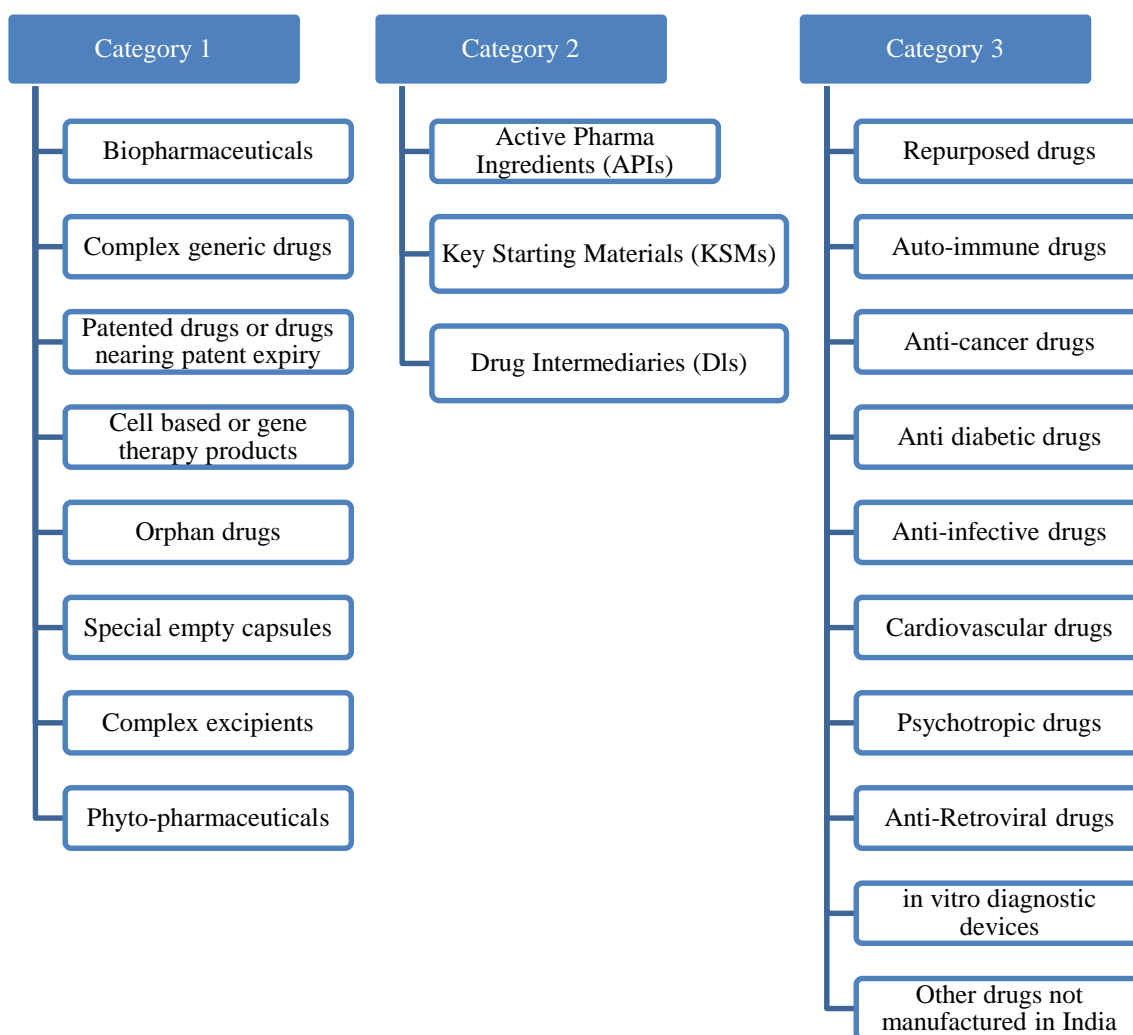 Category 1
Biopharmaceuticals
Complex generic drugs
Patented drugs or drugs
nearing patent expiry
Cell based or gene
therapy products
Orphan drugs
Special empty capsules
Complex excipients
Phyto-pharmaceuticals
Category 2
Active Pharma
Ingredients (APIs)
Key Starting Materials (KSMs)
Drug Intermediaries (Dls)
Category 3
Repurposed drugs
Auto-immune drugs
Anti-cancer drugs
Anti diabetic drugs
Anti-infective drugs
Cardiovascular drugs
Psychotropic drugs
Anti-Retroviral drugs
in vitro diagnostic
devices
Other drugs not
manufactured in India